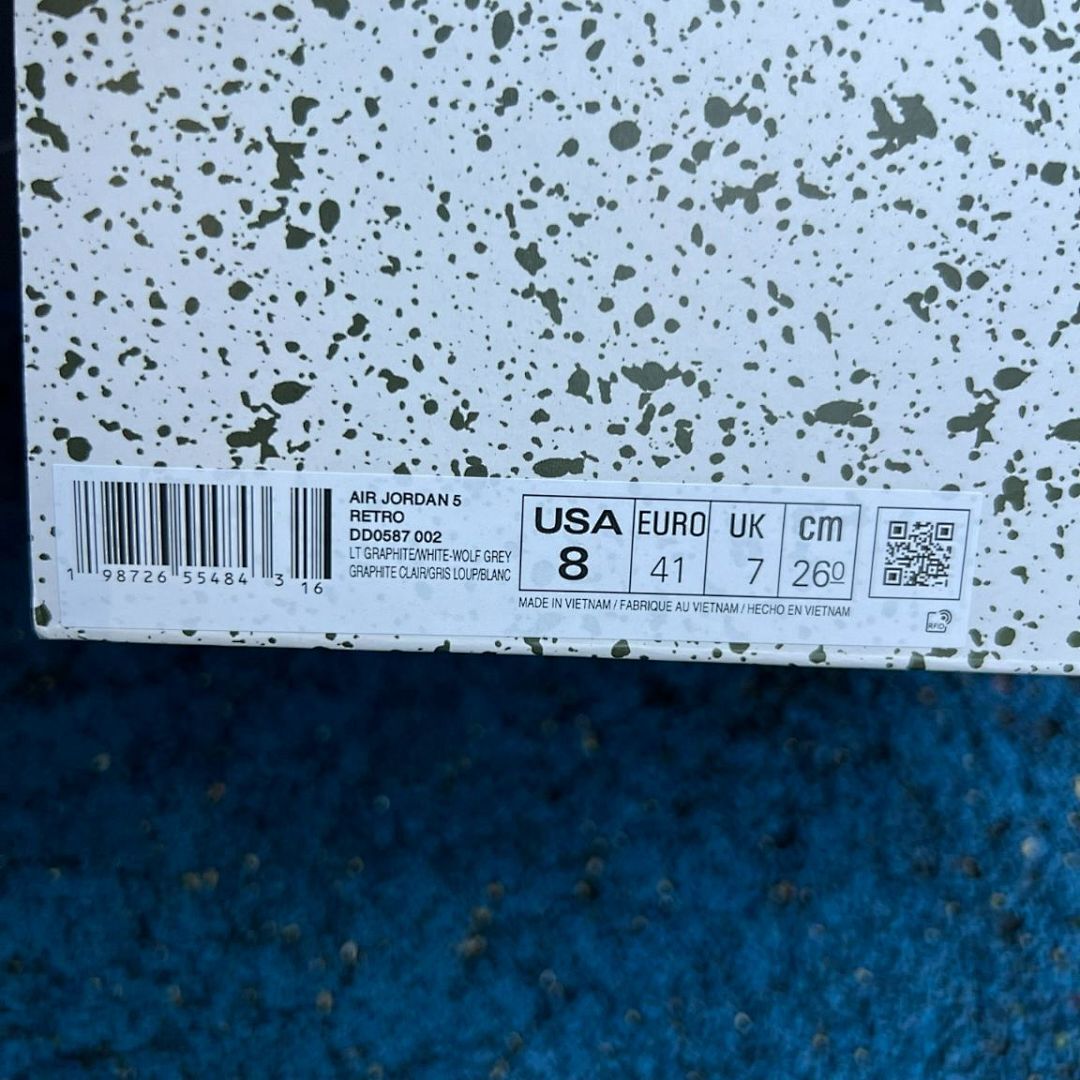 AIR JORDAN 5
RETRO
DD0587 002
LT GRAPHITE/WHITE-WOLF GREY
GRAPHITE CLAIR/GRIS LOUP/BLANC
1 98726 55484 3 16
USA EURO UK cm
8 41 7 260
MADE IN VIETNAM / FABRIQUE AU VIETNAM / HECHO EN VIETNAM
RFID